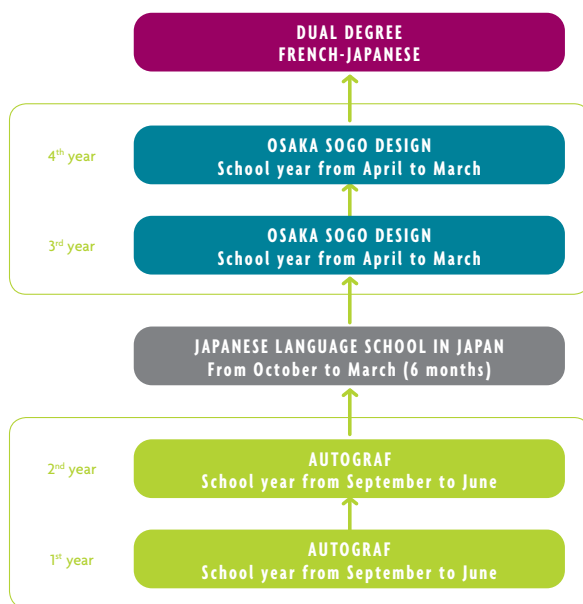 DUAL DEGREE
FRENCH-JAPANESE
4th year
OSAKA SOGO DESIGN
School year from April to March
3rd year
OSAKA SOGO DESIGN
School year from April to March
JAPANESE LANGUAGE SCHOOL IN JAPAN
From October to March (6 months)
2nd year
AUTOGRAF
School year from September to June
1st year
AUTOGRAF
School year from September to June